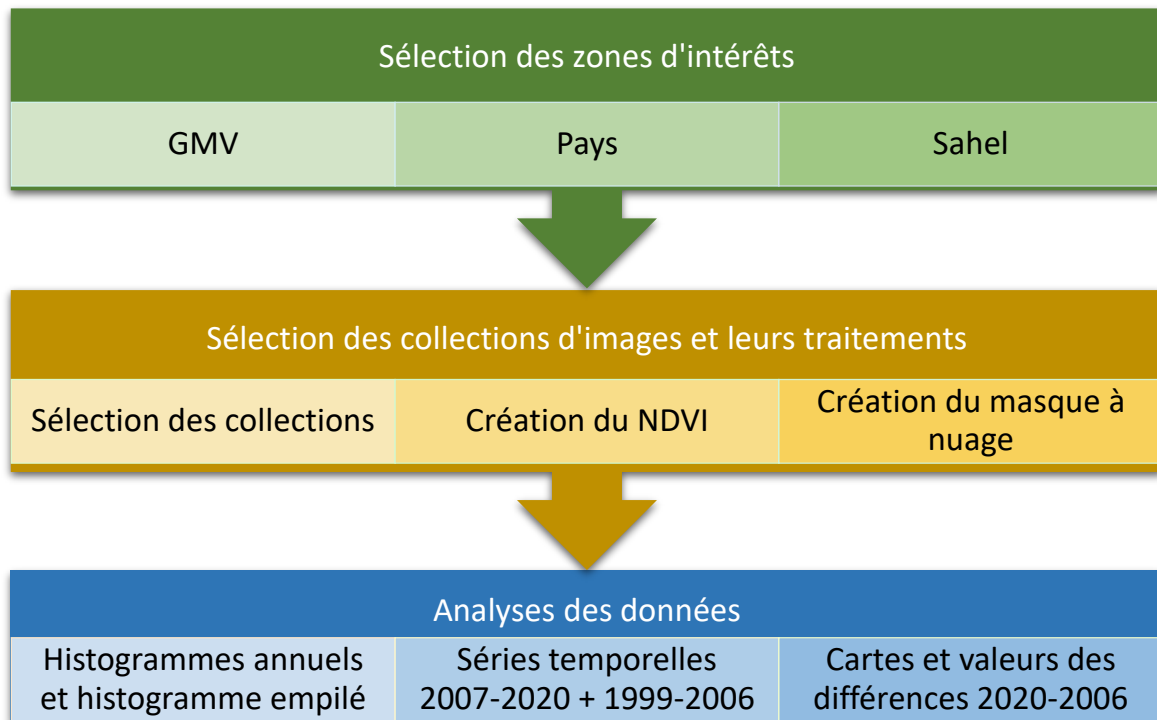 Sélection des zones d'intérêts
GMV
Pays
Sahel
Sélection des collections d'images et leurs traitements
Sélection des collections
Création du NDVI
Création du masque à
nuage
Analyses des données
Histogrammes annuels
et histogramme empilé
Séries temporelles
2007-2020 + 1999-2006
Cartes et valeurs des
différences 2020-2006